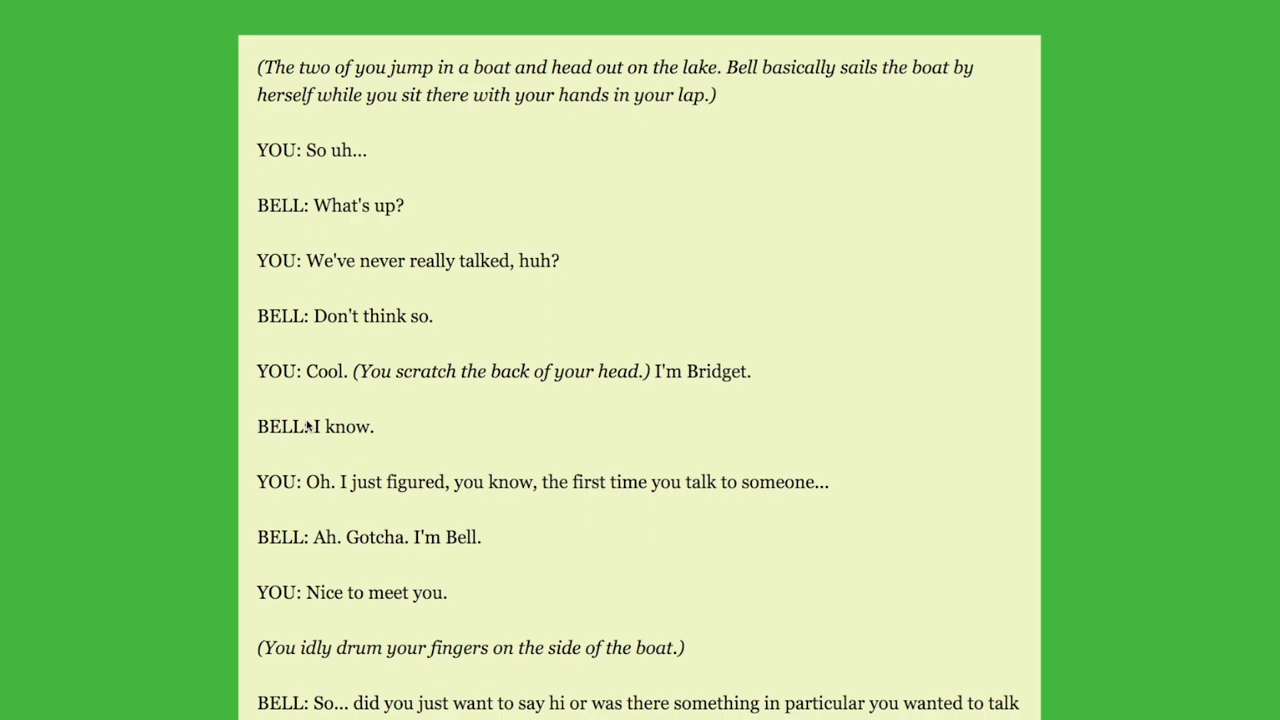 (The two of you jump in a boat and head out on the lake. Bell basically sails the boat by
herself while you sit there with your hands in your lap.)
YOU: So uh...
BELL: What's up?
YOU: We've never really talked, huh?
BELL: Don't think so.
YOU: Cool. (You scratch the back of your head.) I'm Bridget.
BELL: I know.
YOU: Oh. I just figured, you know, the first time you talk to someone...
BELL: Ah. Gotcha. I'm Bell.
YOU: Nice to meet you.
(You idly drum your fingers on the side of the boat.)
BELL: So... did you just want to say hi or was there something in particular you wanted to talk